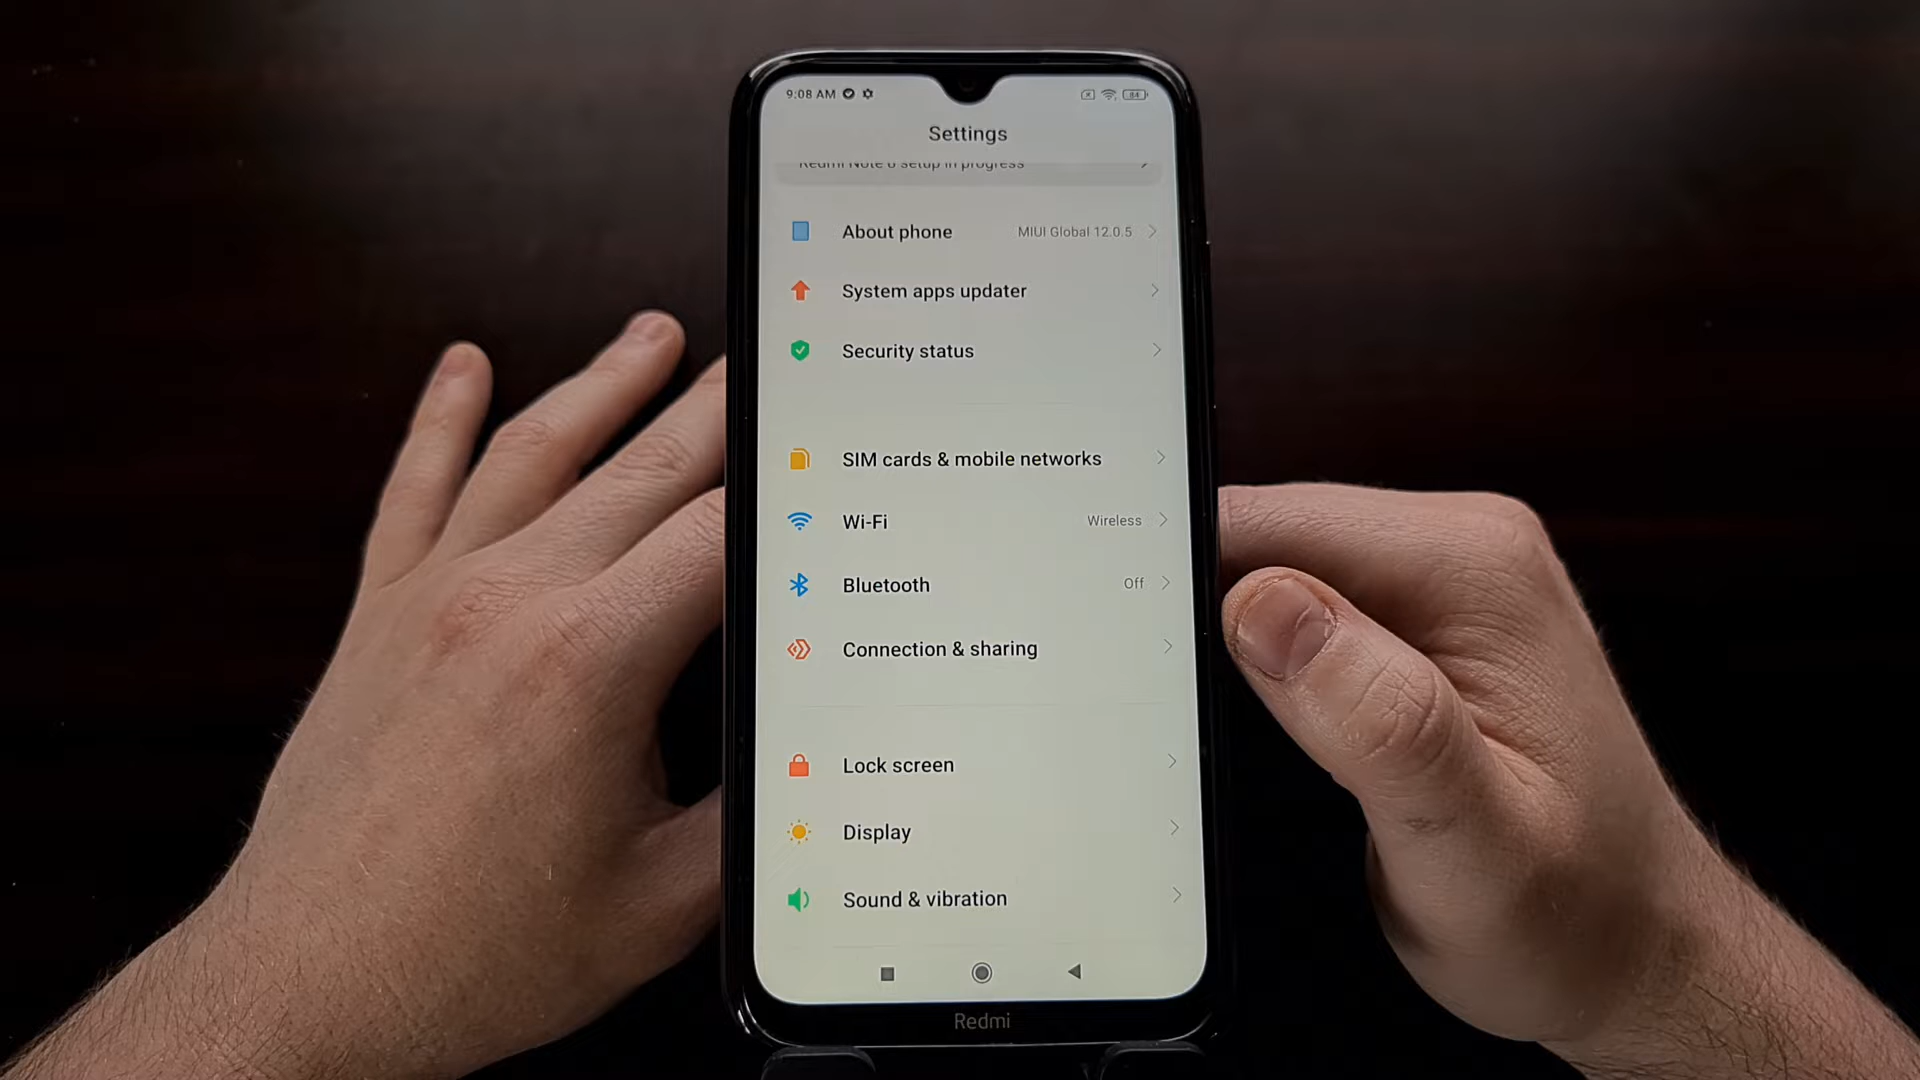 9:08 AM
84
Settings
Redmi Note 8 setup in progress
About phone MIUI Global 12.0.5
System apps updater
Security status
SIM cards & mobile networks
Wi-Fi Wireless
Bluetooth Off
Connection & sharing
Lock screen
Display
Sound & vibration
Redmi